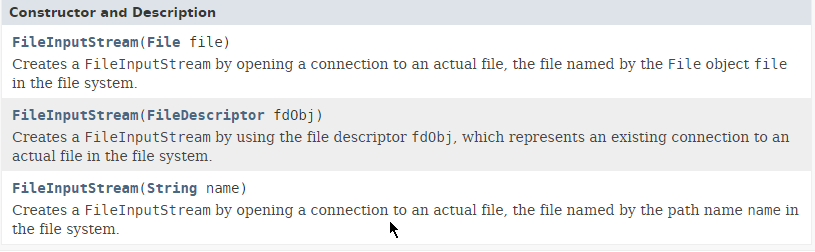 Constructor and Description
FileInputStream(File file)
Creates a FileInputStream by opening a connection to an actual file, the file named by the File object file
in the file system.
FileInputStream(FileDescriptor fdObj)
Creates a FileInputStream by using the file descriptor fdObj, which represents an existing connection to an
actual file in the file system.
FileInputStream(String name)
Creates a FileInputStream by opening a connection to an actual file, the file named by the path name name in
the file system.